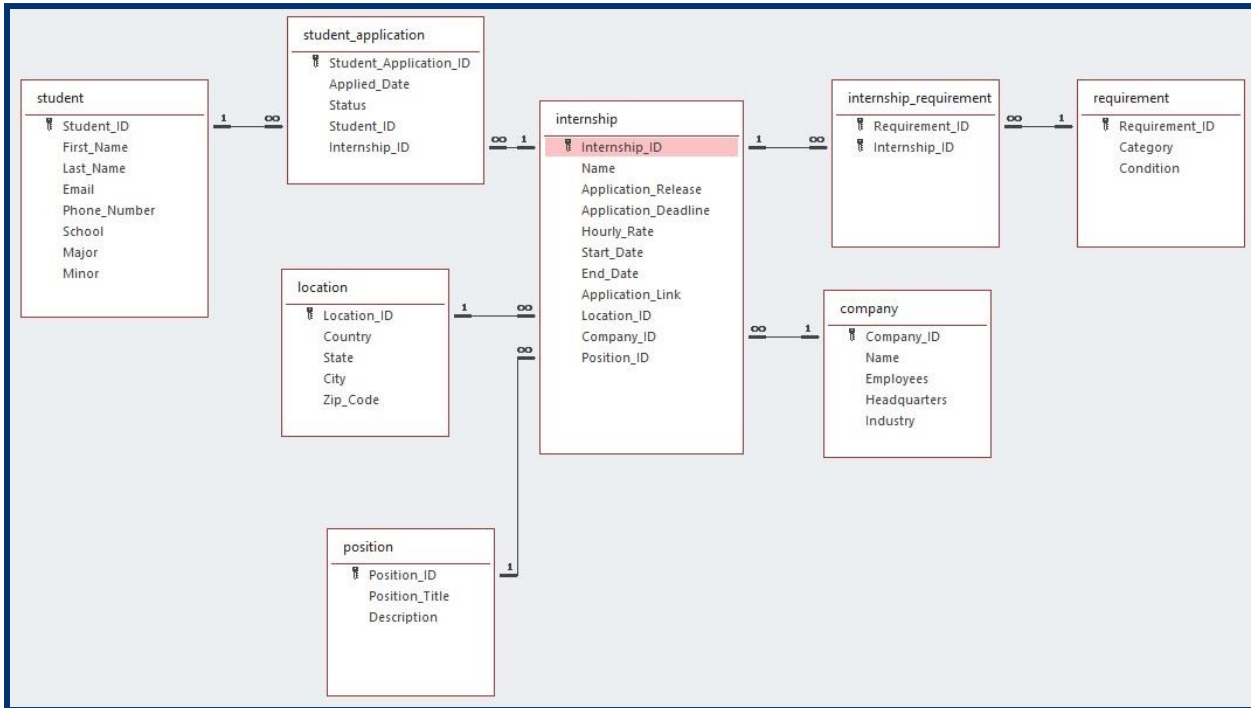 student
Student_ID
First_Name
Last_Name
Email
Phone_Number
School
Major
Minor
1
∞
student_application
Student_Application_ID
Applied_Date
Status
Student_ID
Internship_ID
∞
1
internship
Internship_ID
Name
Application_Release
Application_Deadline
Hourly_Rate
Start_Date
End_Date
Application_Link
Location_ID
Company_ID
Position_ID
1
∞
internship_requirement
Requirement_ID
Internship_ID
∞
1
requirement
Requirement_ID
Category
Condition
location
Location_ID
Country
State
City
Zip_Code
1
∞
∞
∞
1
company
Company_ID
Name
Employees
Headquarters
Industry
position
Position_ID
Position_Title
Description
1